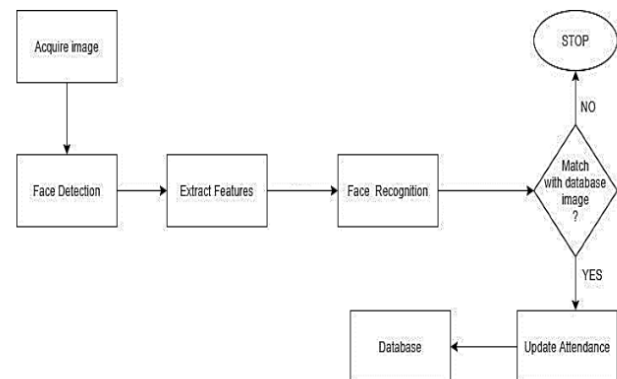 Acquire image
STOP
NO
Face Detection
Extract Features
Face Recognition
Match
with database
image
?
YES
Database
Update Attendance